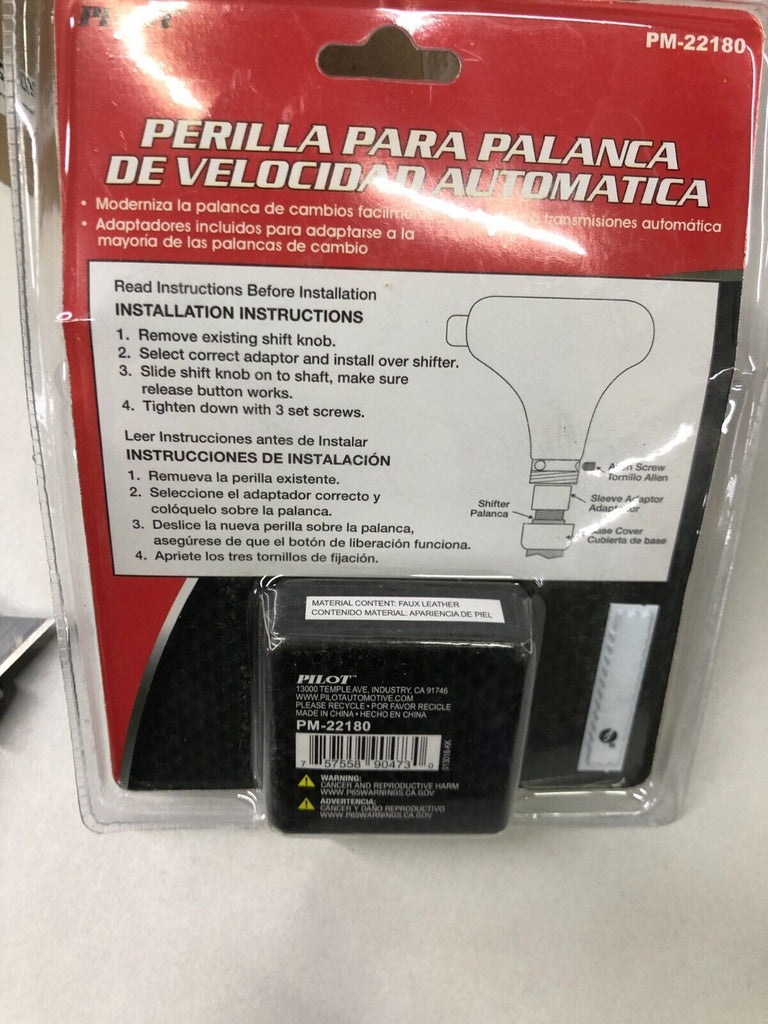 PM-22180
PERILLA PARA PALANCA
DE VELOCIDAD AUTOMATICA
• Moderniza la palanca de cambios facilmente transmisiones automática
• Adaptadores incluidos para adaptarse a la
mayoría de las palancas de cambio
Read Instructions Before Installation
INSTALLATION INSTRUCTIONS
1. Remove existing shift knob.
2. Select correct adaptor and install over shifter.
3. Slide shift knob on to shaft, make sure
release button works.
4. Tighten down with 3 set screws.
Leer Instrucciones antes de Instalar
INSTRUCCIONES DE INSTALACIÓN
1. Remueva la perilla existente.
2. Seleccione el adaptador correcto y
colóquelo sobre la palanca.
3. Deslice la nueva perilla sobre la palanca,
asegúrese de que el botón de liberación funciona.
4. Apriete los tres tornillos de fijación.
Allen Screw
Tornillo Allen
Sleeve Adaptor
Adaptador
Shifter
Palanca
Base Cover
Cubierta de base
MATERIAL CONTENT: FAUX LEATHER
CONTENIDO MATERIAL: APARIENCIA DE PIEL
PILOT™
13000 TEMPLE AVE, INDUSTRY, CA 91746
WWW.PILOTAUTOMOTIVE.COM
PLEASE RECYCLE • POR FAVOR RECICLE
MADE IN CHINA • HECHO EN CHINA
PM-22180
7 57558 90473 0
WARNING:
CANCER AND REPRODUCTIVE HARM
WWW.P65WARNINGS.CA.GOV
ADVERTENCIA:
CÁNCER Y DAÑO REPRODUCTIVO
WWW.P65WARNINGS.CA.GOV